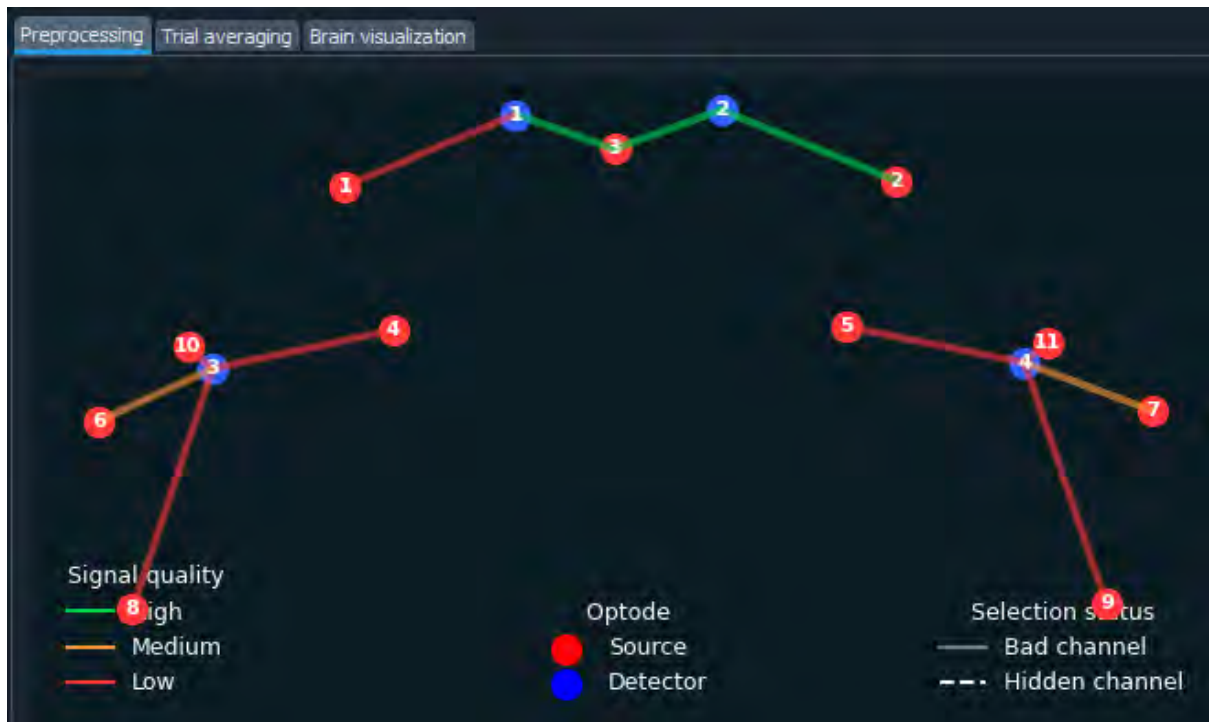 Preprocessing Trial averaging Brain visualization
1 2
3
1 2
4 5
10 11
3 4
6 7
Signal quality
8 9
High Optode Selection status
Medium Source Bad channel
Low Detector Hidden channel